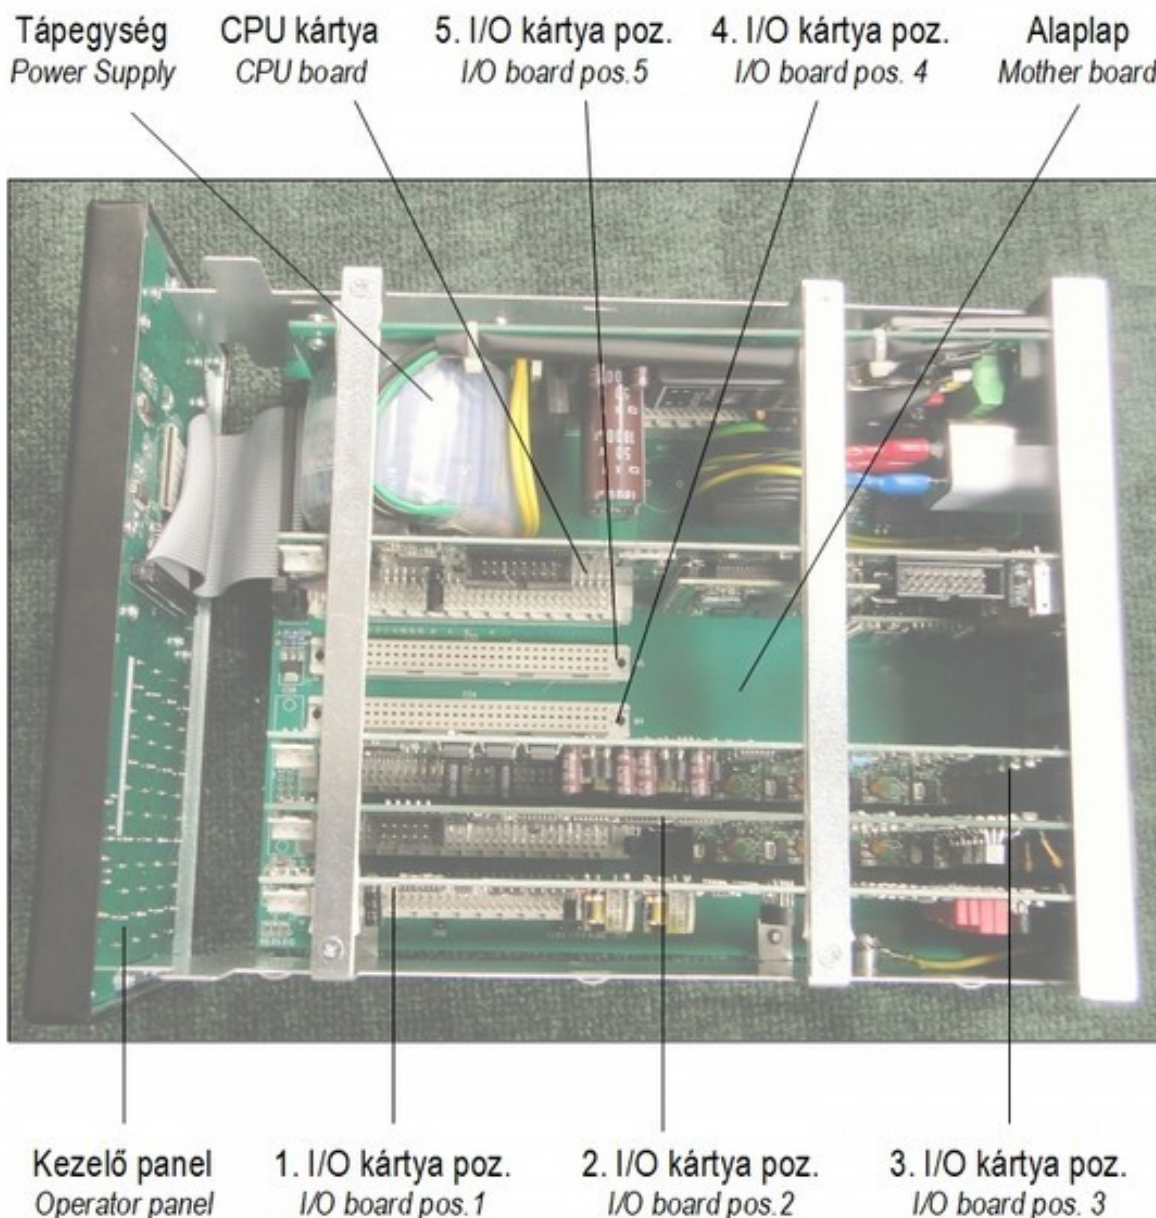 Tápegység
Power Supply
CPU kártya
CPU board
5. I/O kártya poz.
I/O board pos.5
4. I/O kártya poz.
I/O board pos. 4
Alaplap
Mother board
Kezelő panel
Operator panel
1. I/O kártya poz.
I/O board pos.1
2. I/O kártya poz.
I/O board pos.2
3. I/O kártya poz.
I/O board pos. 3